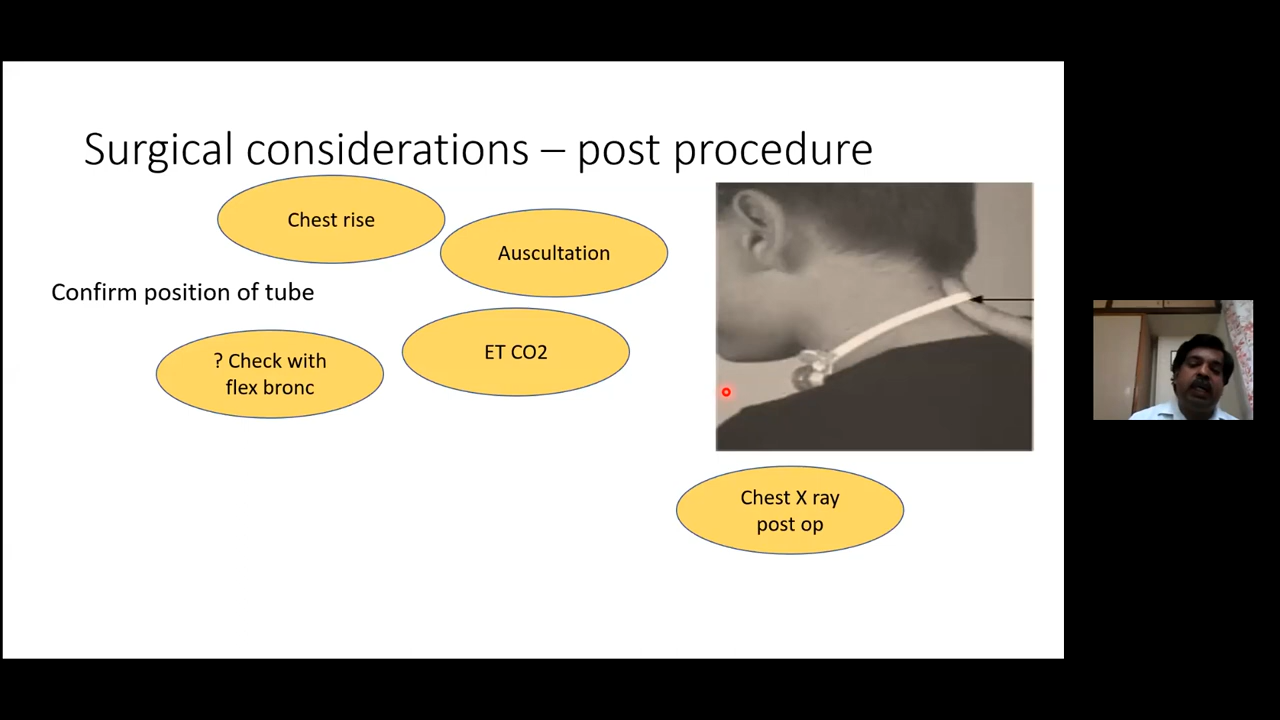 Surgical considerations – post procedure
Chest rise
Auscultation
Confirm position of tube
ET CO2
? Check with
flex bronc
Chest X ray
post op